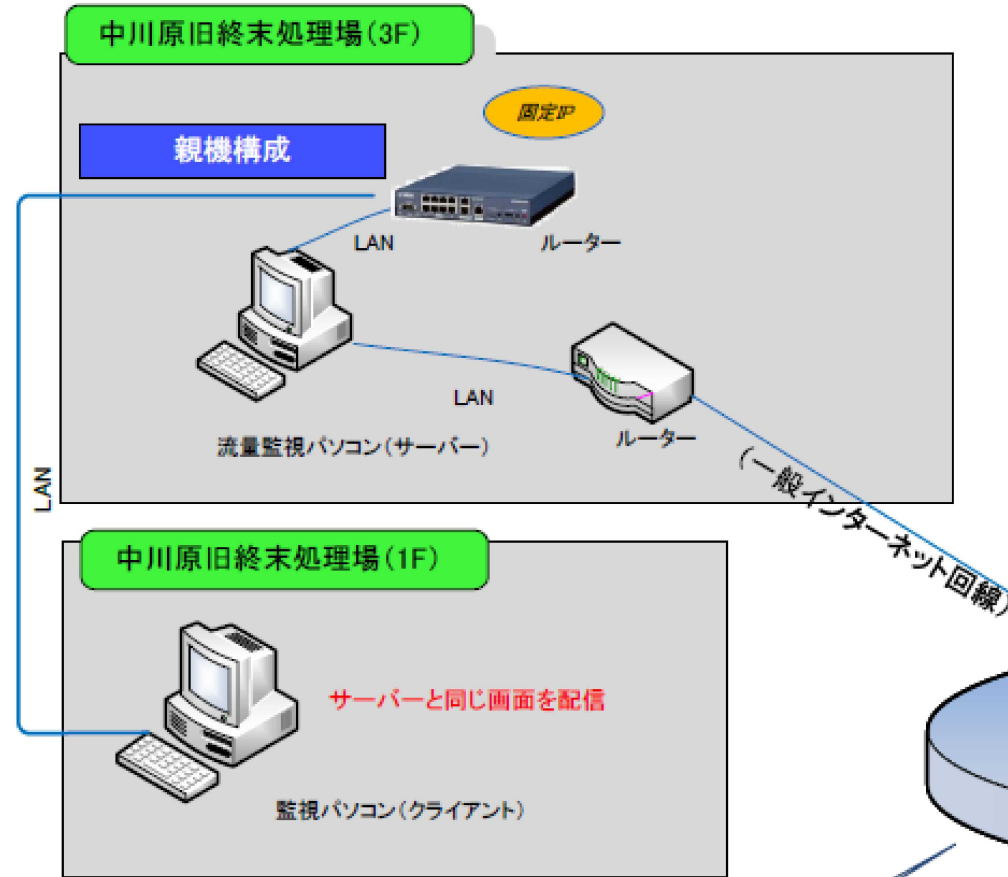 中川原旧終末処理場(3F)
固定IP
親機構成
LAN
ルーター
LAN
ルーター
流量監視パソコン(サーバー)
(一般インターネット回線)
LAN
中川原旧終末処理場(1F)
サーバーと同じ画面を配信
監視パソコン(クライアント)